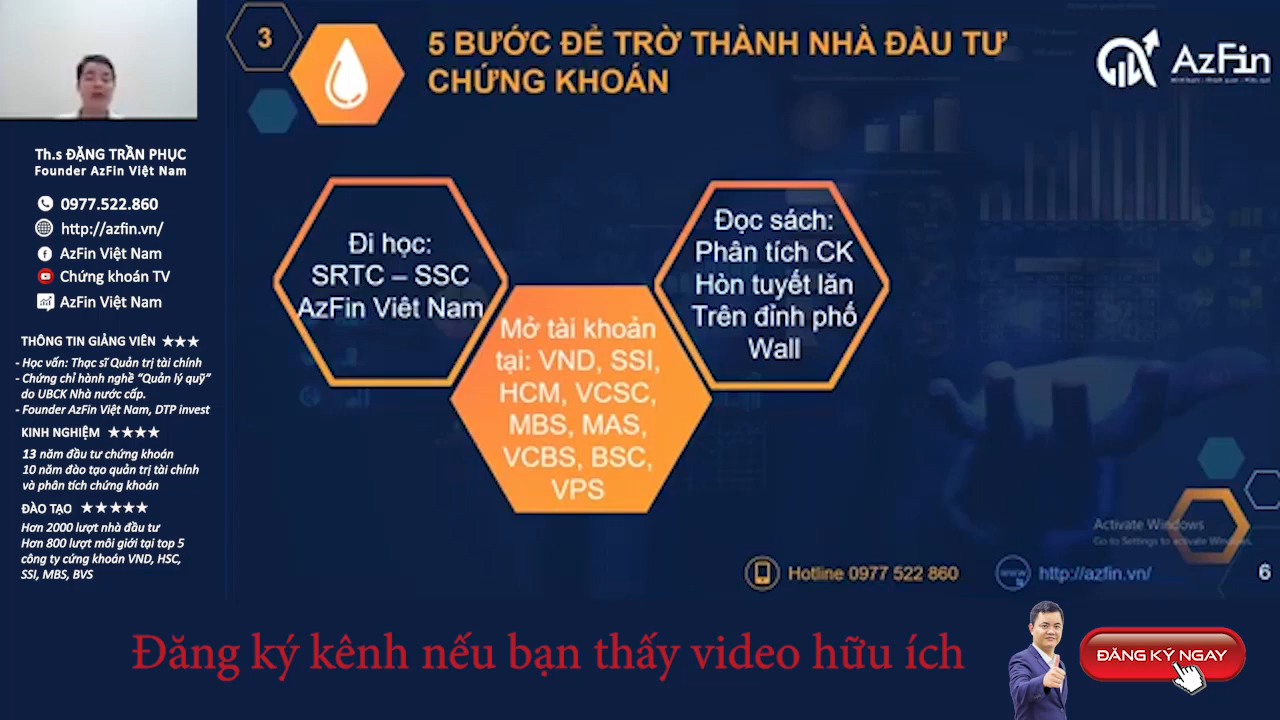 3
5 BƯỚC ĐỂ TRỜ THÀNH NHÀ ĐẦU TƯ
CHỨNG KHOÁN
AzFin
Th.s ĐẶNG TRẦN PHỤC
Founder AzFin Việt Nam
0977.522.860
http://azfin.vn/
AzFin Việt Nam
Chứng khoán TV
AzFin Việt Nam
THÔNG TIN GIẢNG VIÊN ★★★
- Học vấn: Thạc sĩ Quản trị tài chính
- Chứng chỉ hành nghề “Quản lý quỹ”
do UBCK Nhà nước cấp.
- Founder AzFin Việt Nam, DTP invest
KINH NGHIỆM ★★★★
13 năm đầu tư chứng khoán
10 năm đào tạo quản trị tài chính
và phân tích chứng khoán
ĐÀO TẠO ★★★★★
Hơn 2000 lượt nhà đầu tư
Hơn 800 lượt môi giới tại top 5
công ty cứng khoán VND, HSC,
SSI, MBS, BVS
Đi học:
SRTC – SSC
AzFin Viêt Nam
Mở tài khoản
tại: VND, SSI,
HCM, VCSC,
MBS, MAS,
VCBS, BSC,
VPS
Đọc sách:
Phân tích CK
Hòn tuyết lăn
Trên đỉnh phố
Wall
Activate Windows
Go to Settings to activate Windows.
Hotline 0977 522 860
www
http://azfin.vn/
6
Đăng ký kênh nếu bạn thấy video hữu ích
ĐĂNG KÝ NGAY